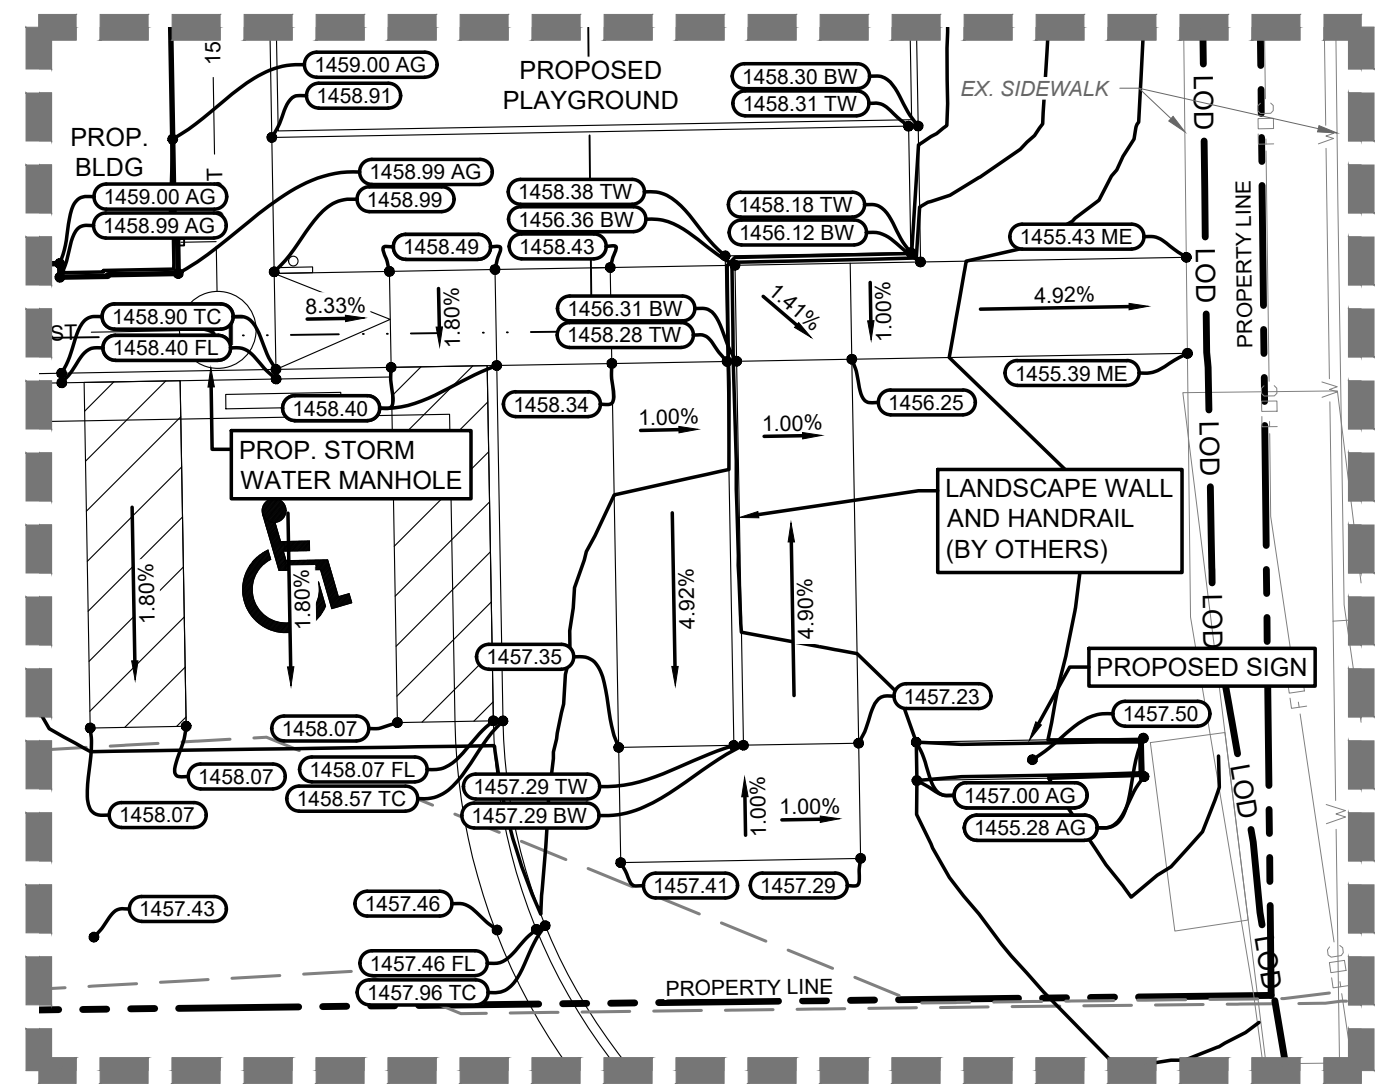 15
1459.00 AG
1458.91
PROPOSED
PLAYGROUND
1458.30 BW
1458.31 TW
EX. SIDEWALK
LOD
W
PROP.
BLDG
T
1458.99 AG
1458.99
1459.00 AG
1458.99 AG
1458.38 TW
1456.36 BW
1458.43
1458.49
1458.18 TW
1456.12 BW
1455.43 ME
LOD
PROPERTY LINE
8.33%
1.80%
1456.31 BW
1458.28 TW
1.41%
1.00%
4.92%
1458.90 TC
1458.40 FL
ST
1455.39 ME
1458.40
1458.34
1456.25
W
1.00%
1.00%
PROP. STORM
WATER MANHOLE
LOD
LANDSCAPE WALL
AND HANDRAIL
(BY OTHERS)
1.80%
1.80%
4.92%
4.90%
LOD
1457.35
PROPOSED SIGN
1457.23
1457.50
1458.07
1458.07 FL
1458.57 TC
1458.07
1458.07
1457.29 TW
1457.29 BW
1.00%
1.00%
1457.00 AG
1455.28 AG
LOD
W
1457.41
1457.29
1457.43
1457.46
1457.46 FL
1457.96 TC
PROPERTY LINE
LOD